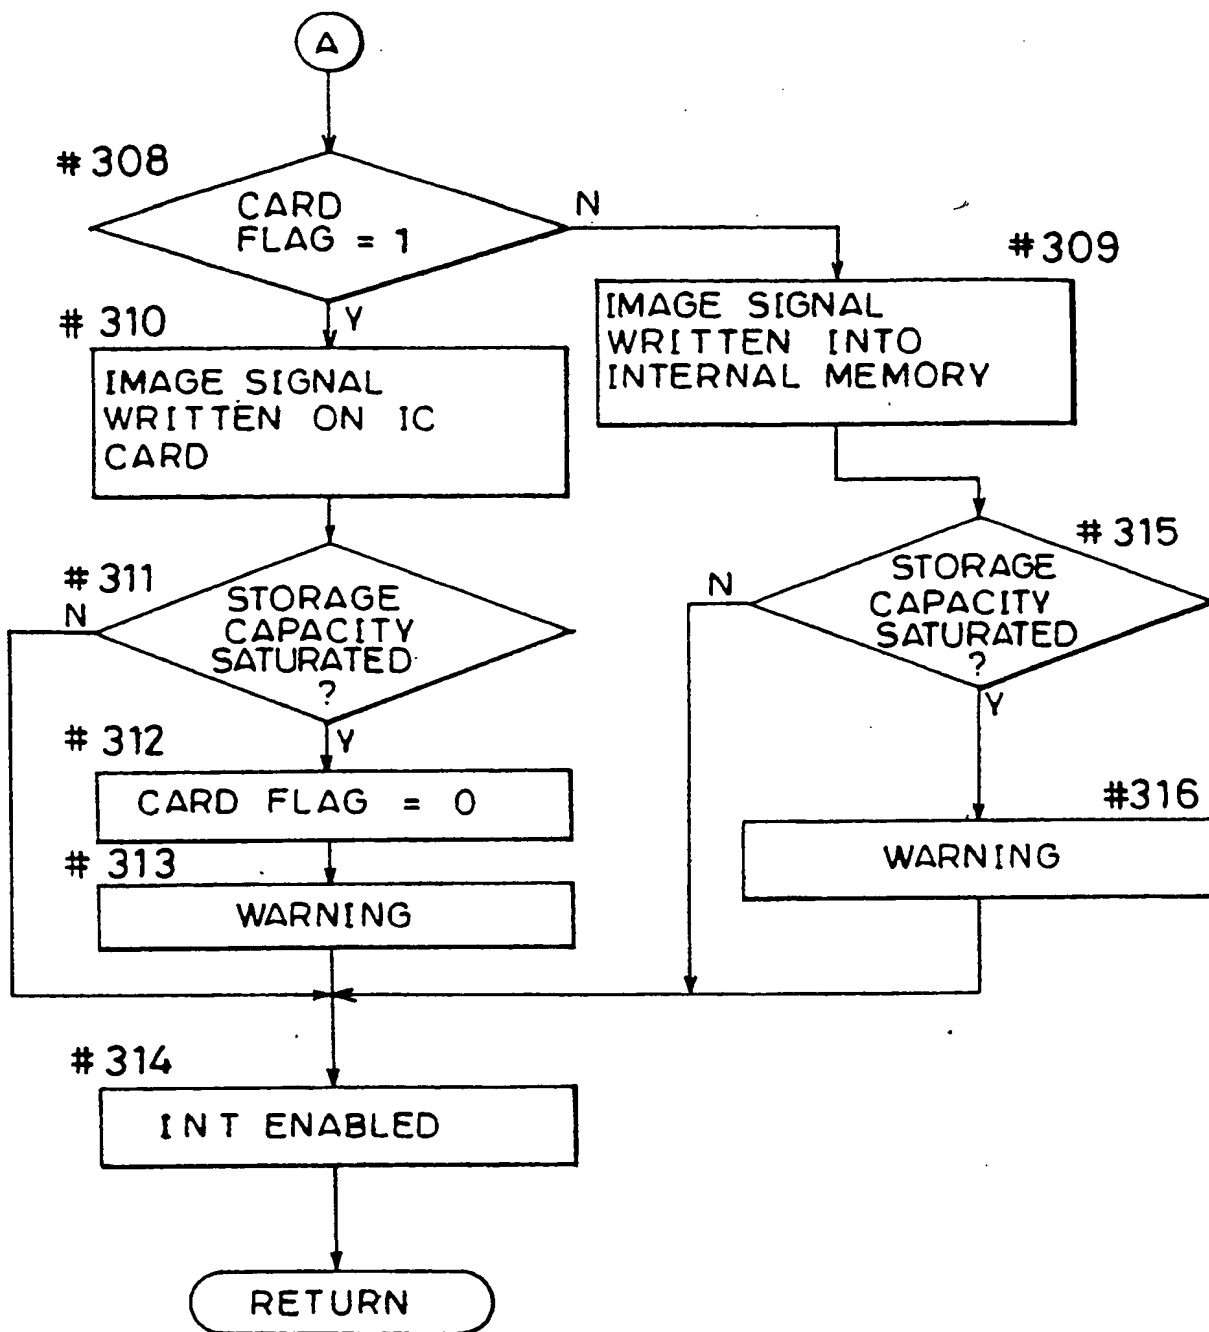 A
#308
CARD
FLAG = 1
N
Y
#309
IMAGE SIGNAL
WRITTEN INTO
INTERNAL MEMORY
#310
IMAGE SIGNAL
WRITTEN ON IC
CARD
#311
N
STORAGE
CAPACITY
SATURATED
?
Y
#315
N
STORAGE
CAPACITY
SATURATED
?
Y
#312
CARD FLAG = 0
#313
WARNING
#316
WARNING
#314
INT ENABLED
RETURN